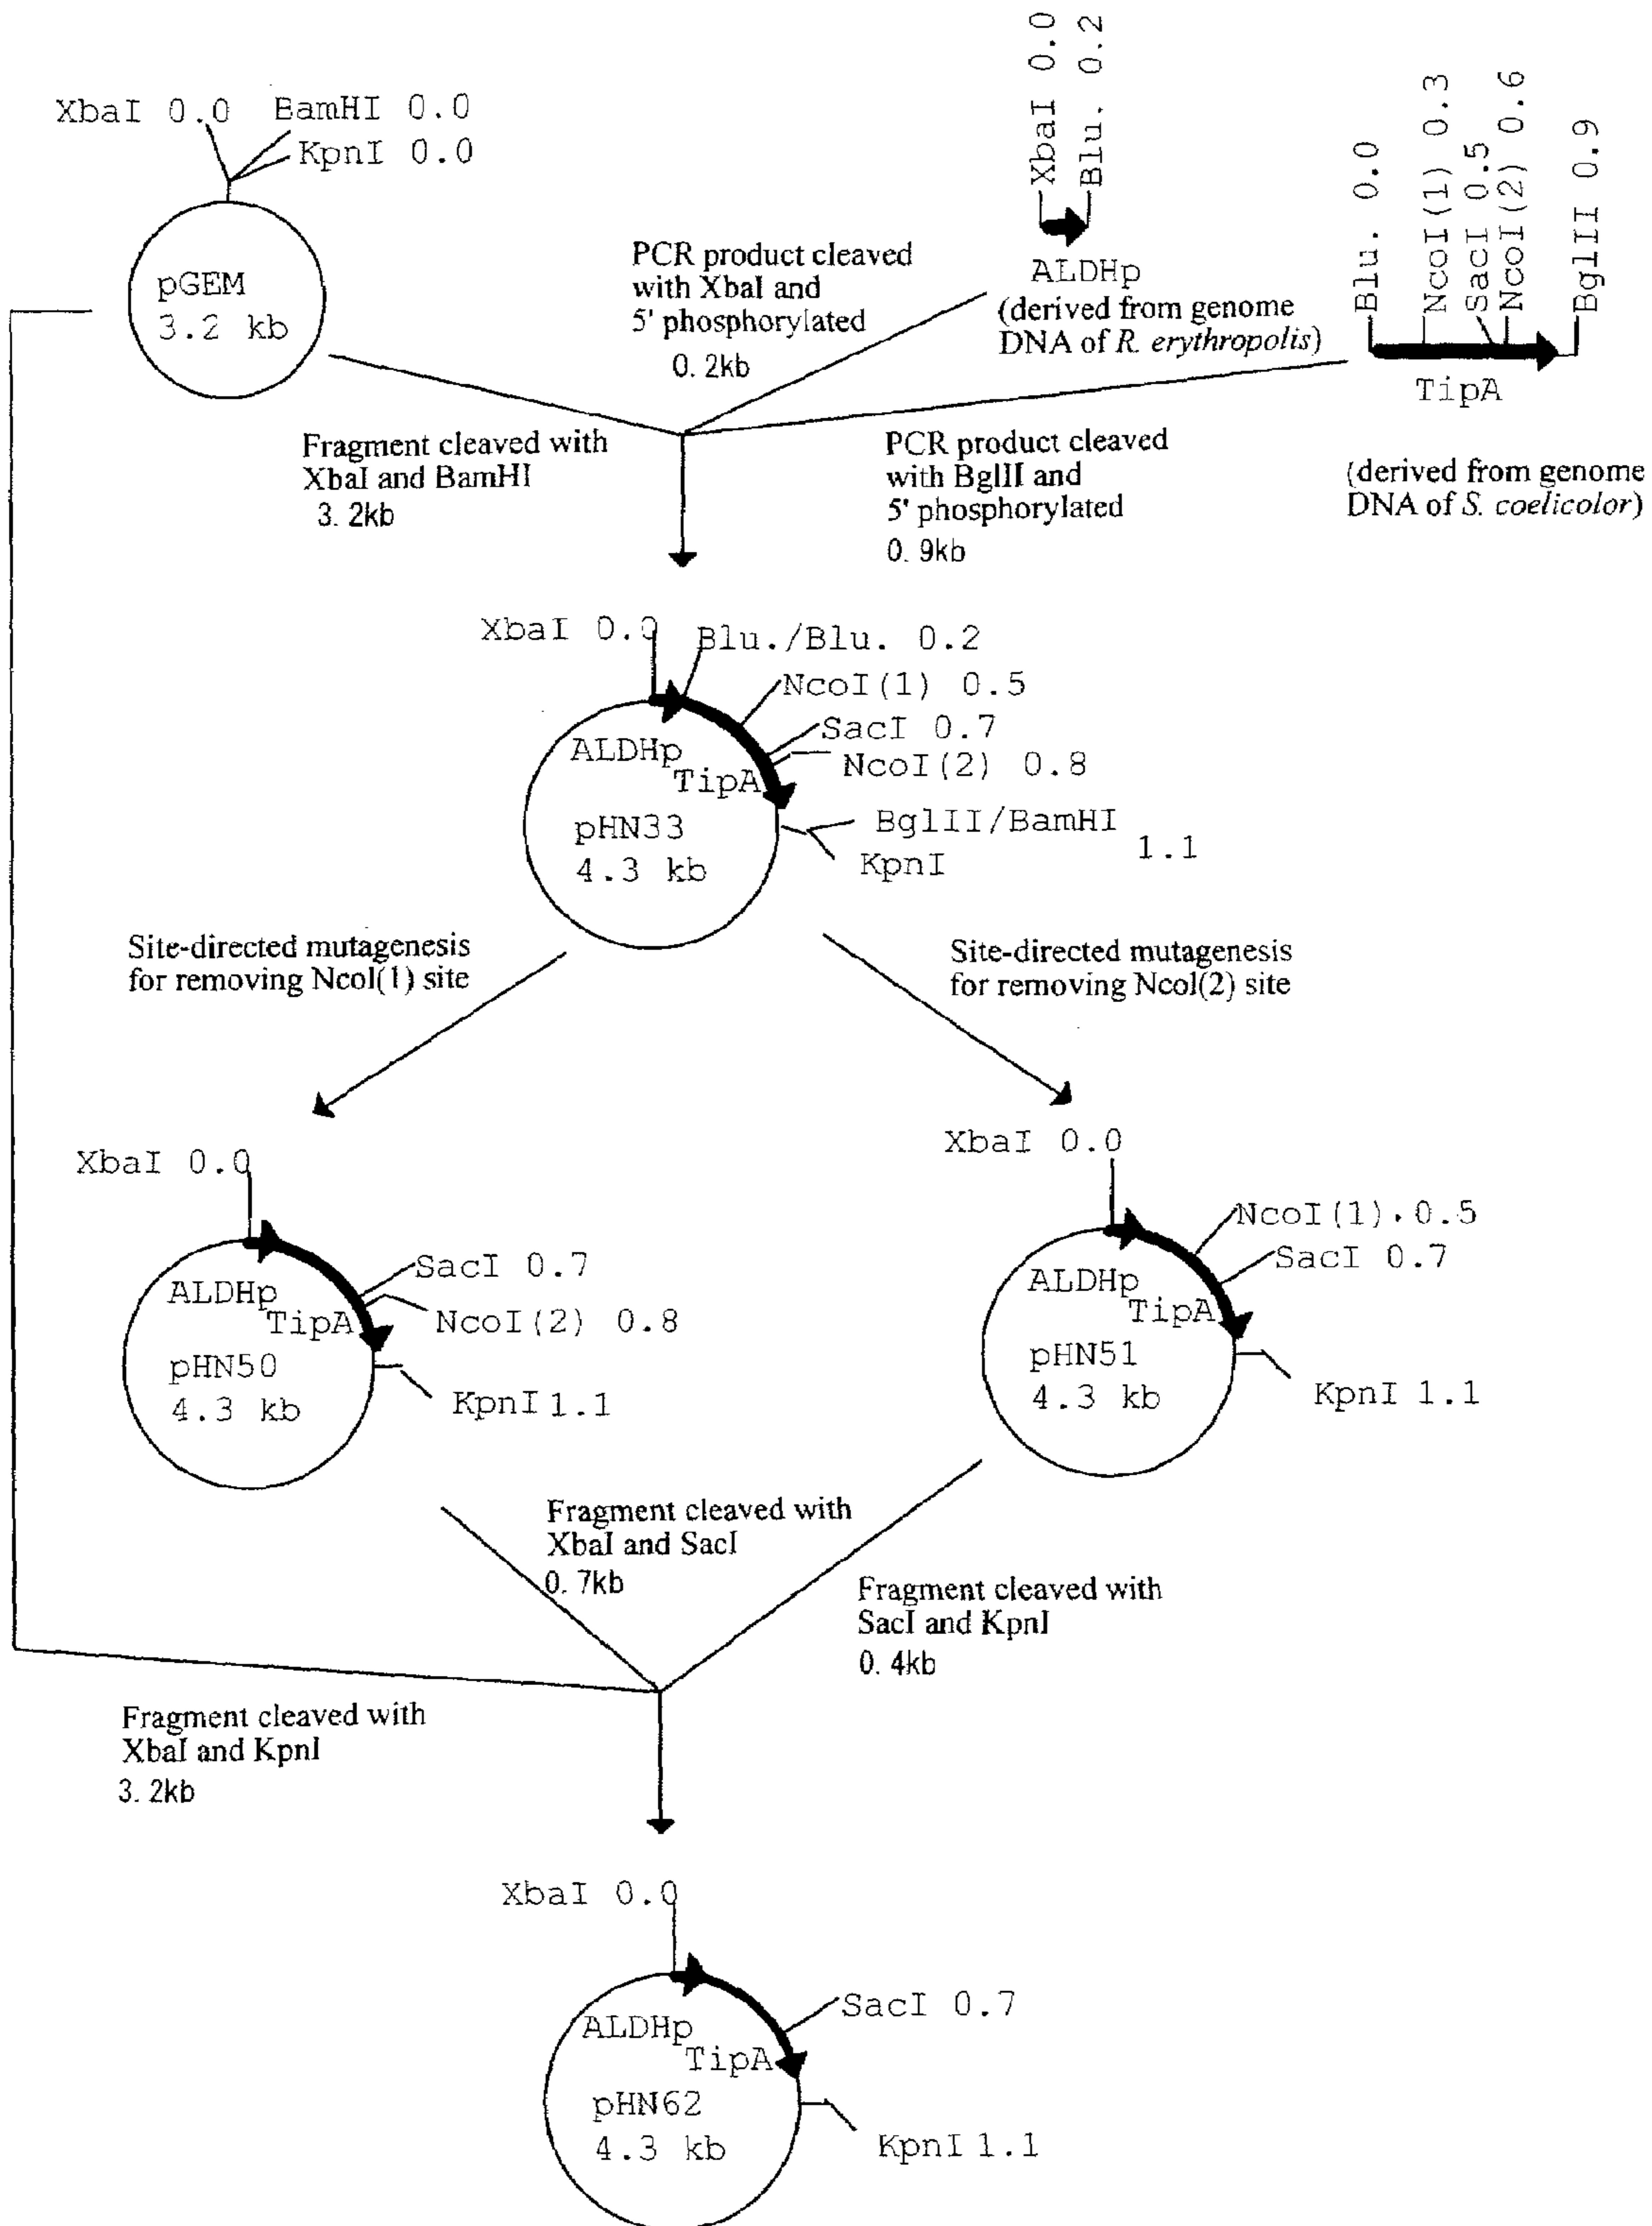 XbaI 0.0
BamHI 0.0
KpnI 0.0
pGEM
3.2 kb
XbaI 0.0
Blu. 0.2
ALDHp
(derived from genome
DNA of R. erythropolis)
PCR product cleaved
with XbaI and
5' phosphorylated
0.2kb
Blu. 0.0
NcoI(1) 0.3
SacI 0.5
NcoI(2) 0.6
BglII 0.9
TipA
(derived from genome
DNA of S. coelicolor)
Fragment cleaved with
XbaI and BamHI
3.2kb
PCR product cleaved
with BglII and
5' phosphorylated
0.9kb
XbaI 0.0
Blu./Blu. 0.2
NcoI(1) 0.5
SacI 0.7
NcoI(2) 0.8
BglII/BamHI
KpnI
1.1
ALDHp
TipA
pHN33
4.3 kb
Site-directed mutagenesis
for removing NcoI(1) site
Site-directed mutagenesis
for removing NcoI(2) site
XbaI 0.0
SacI 0.7
NcoI(2) 0.8
KpnI 1.1
ALDHp
TipA
pHN50
4.3 kb
XbaI 0.0
NcoI(1) 0.5
SacI 0.7
KpnI 1.1
ALDHp
TipA
pHN51
4.3 kb
Fragment cleaved with
XbaI and SacI
0.7kb
Fragment cleaved with
SacI and KpnI
0.4kb
Fragment cleaved with
XbaI and KpnI
3.2kb
XbaI 0.0
SacI 0.7
KpnI 1.1
ALDHp
TipA
pHN62
4.3 kb